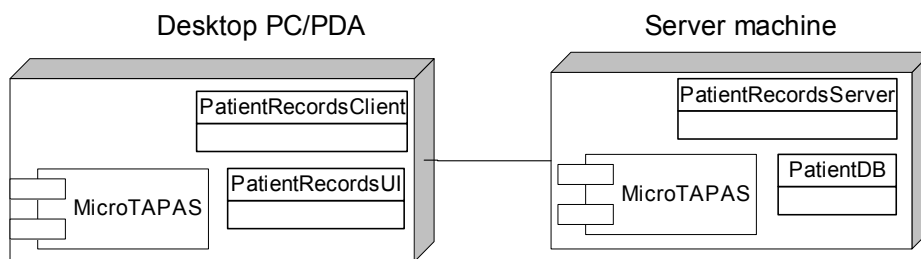 Desktop PC/PDA
Server machine
PatientRecordsClient
PatientRecordsServer
MicroTAPAS
PatientRecordsUI
MicroTAPAS
PatientDB